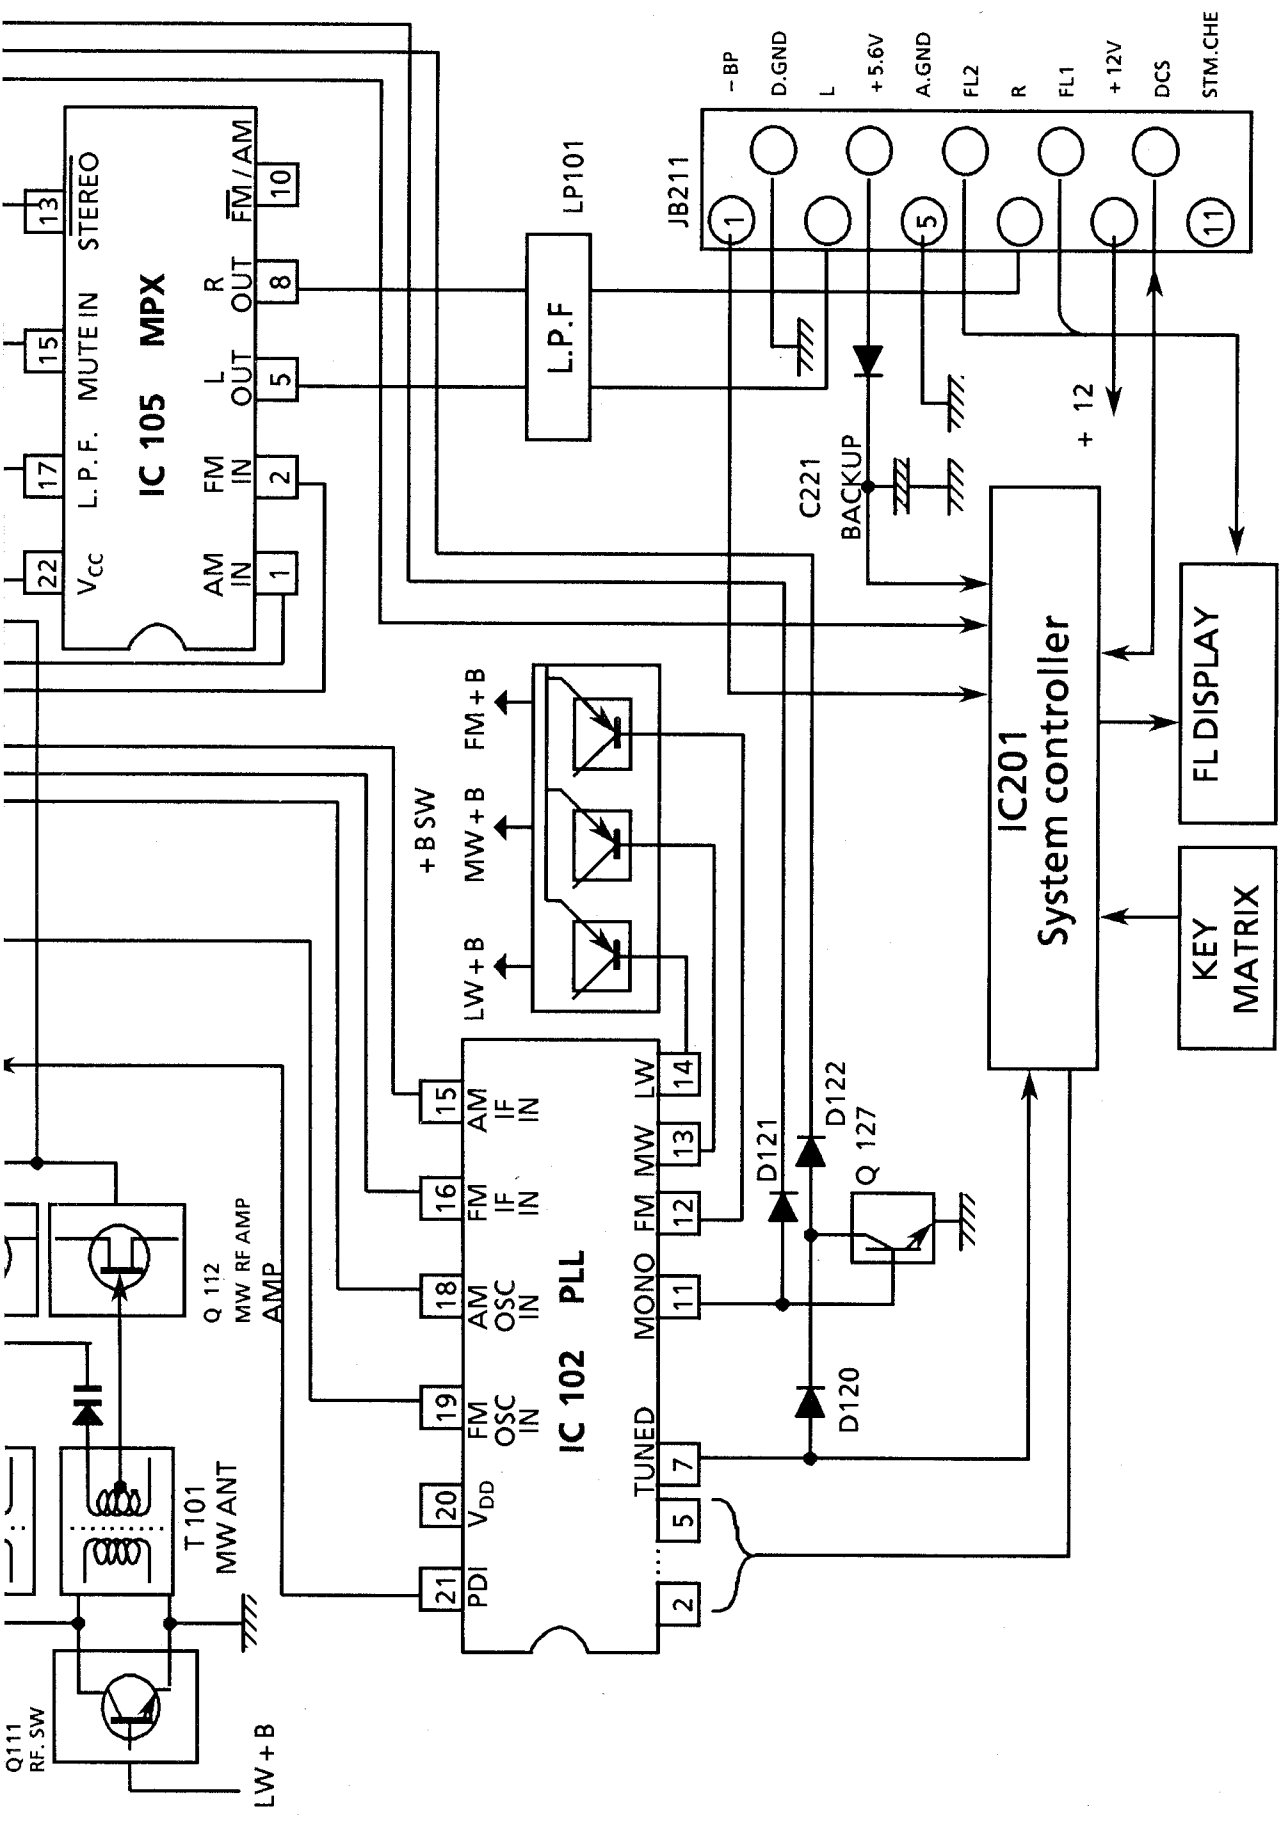 Q111
RF. SW
LW + B
T 101
MW ANT
Q 112
MW RF AMP
AMP
22
17
15
13
VCC
L. P. F.
MUTE IN
STEREO
IC 105 MPX
AM
IN
FM
IN
L
OUT
R
OUT
FM / AM
1
2
5
8
10
L.P.F
LP101
21
20
19
18
16
15
PDI
VDD
FM
OSC
IN
AM
OSC
IN
FM
IF
IN
AM
IF
IN
IC 102 PLL
TUNED
MONO
FM
MW
LW
2
....
5
7
11
12
13
14
+ B SW
LW + B
MW + B
FM + B
D120
D121
D122
Q 127
C221
BACKUP
+ 12
JB211
1
5
11
– BP
D.GND
L
+ 5.6V
A.GND
FL2
R
FL1
+ 12V
DCS
STM.CHE
IC201
System controller
KEY
MATRIX
FL DISPLAY